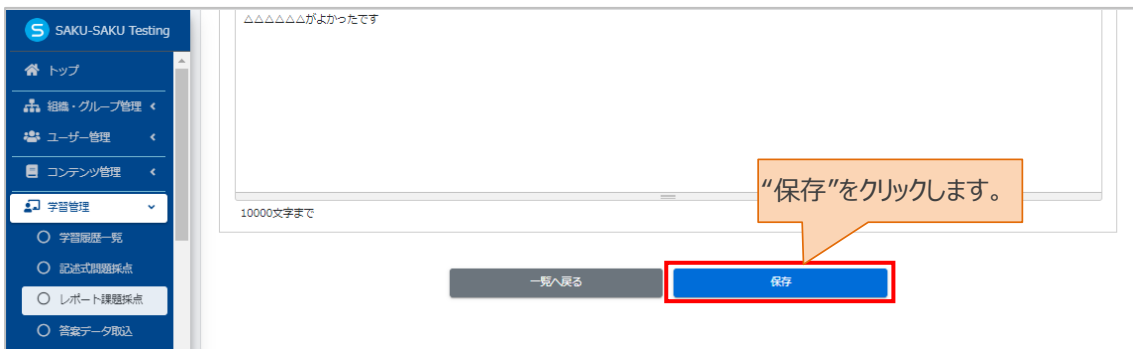 SAKU-SAKU Testing
トップ
組織・グループ管理
ユーザー管理
コンテンツ管理
学習管理
学習履歴一覧
記述式問題採点
レポート課題採点
答案データ取込
△△△△△△がよかったです
10000文字まで
“保存”をクリックします。
一覧へ戻る
保存